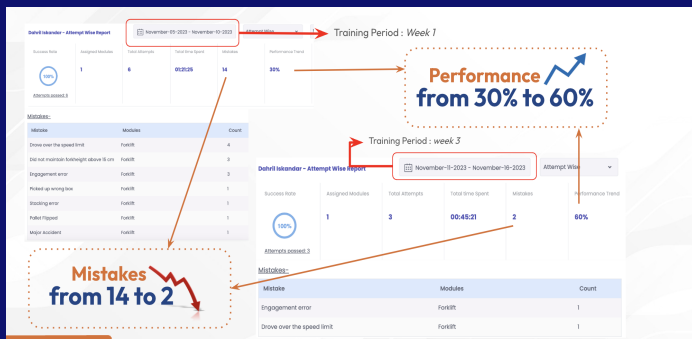 Dahril Iskandar - Attempt Wise Report
November-05-2023 - November-10-2023
Training Period : Week 1
Success Rate Assigned Modules Total Attempts Total time Spent Mistakes Performance Trend
100% 1 6 01:21:25 14 30%
Attempts passed: 6
Mistakes-
Mistake Modules Count
Drove over the speed limit Forklift 4
Did not maintain fork height above 15 cm Forklift 3
Engagement error Forklift 3
Picked up wrong box Forklift 1
Stacking error Forklift 1
Pallet Flipped Forklift 1
Major Accident Forklift 1
Performance
from 30% to 60%
Training Period : week 3
Dahril Iskandar - Attempt Wise Report
November-11-2023 - November-16-2023
Attempt Wise
Success Rate Assigned Modules Total Attempts Total time Spent Mistakes Performance Trend
100% 1 3 00:45:21 2 60%
Attempts passed: 3
Mistakes-
Mistake Modules Count
Engagement error Forklift 1
Drove over the speed limit Forklift 1
Mistakes
from 14 to 2